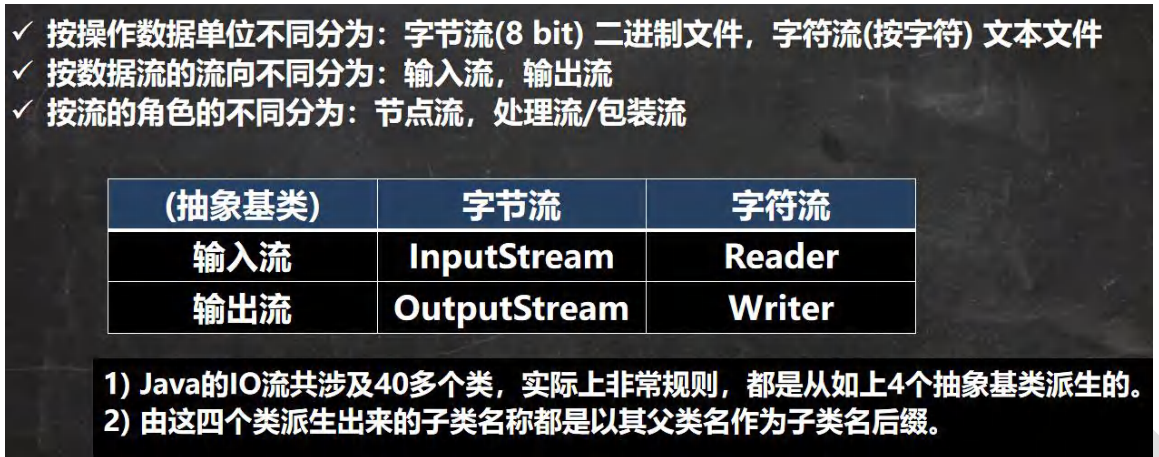 ✓ 按操作数据单位不同分为：字节流(8 bit) 二进制文件，字符流(按字符) 文本文件
✓ 按数据流的流向不同分为：输入流，输出流
✓ 按流的角色的不同分为：节点流，处理流/包装流
(抽象基类) 字节流 字符流
输入流 InputStream Reader
输出流 OutputStream Writer
1) Java的IO流共涉及40多个类，实际上非常规则，都是从如上4个抽象基类派生的。
2) 由这四个类派生出来的子类名称都是以其父类名作为子类名后缀。